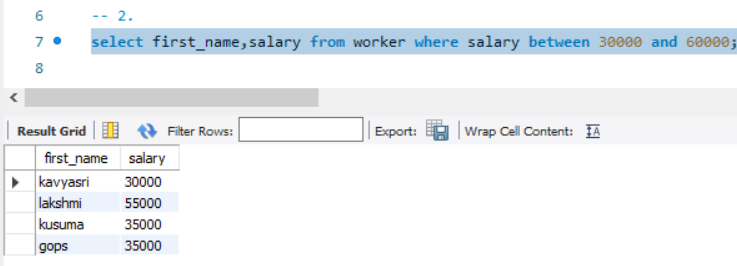 6 -- 2.
7 select first_name,salary from worker where salary between 30000 and 60000;
8
Result Grid Filter Rows: Export: Wrap Cell Content: IA
first_name salary
kavyasri 30000
lakshmi 55000
kusuma 35000
gops 35000